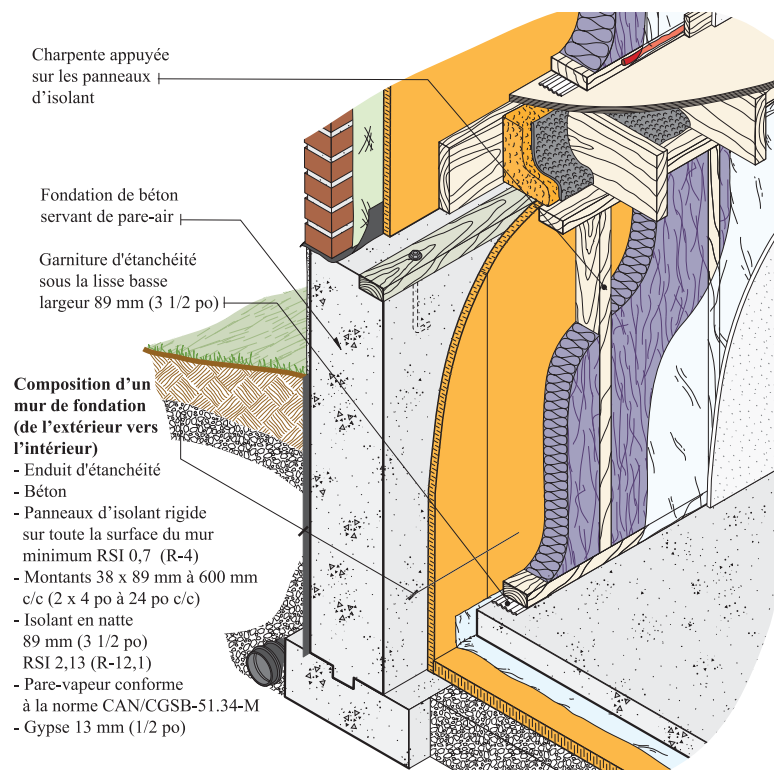 Charpente appuyée
sur les panneaux
d'isolant
Fondation de béton
servant de pare-air
Garniture d'étanchéité
sous la lisse basse
largeur 89 mm (3 1/2 po)
Composition d'un
mur de fondation
(de l'extérieur vers
l'intérieur)
- Enduit d'étanchéité
- Béton
- Panneaux d'isolant rigide
sur toute la surface du mur
minimum RSI 0,7 (R-4)
- Montants 38 x 89 mm à 600 mm
c/c (2 x 4 po à 24 po c/c)
- Isolant en natte
89 mm (3 1/2 po)
RSI 2,13 (R-12,1)
- Pare-vapeur conforme
à la norme CAN/CGSB-51.34-M
- Gypse 13 mm (1/2 po)